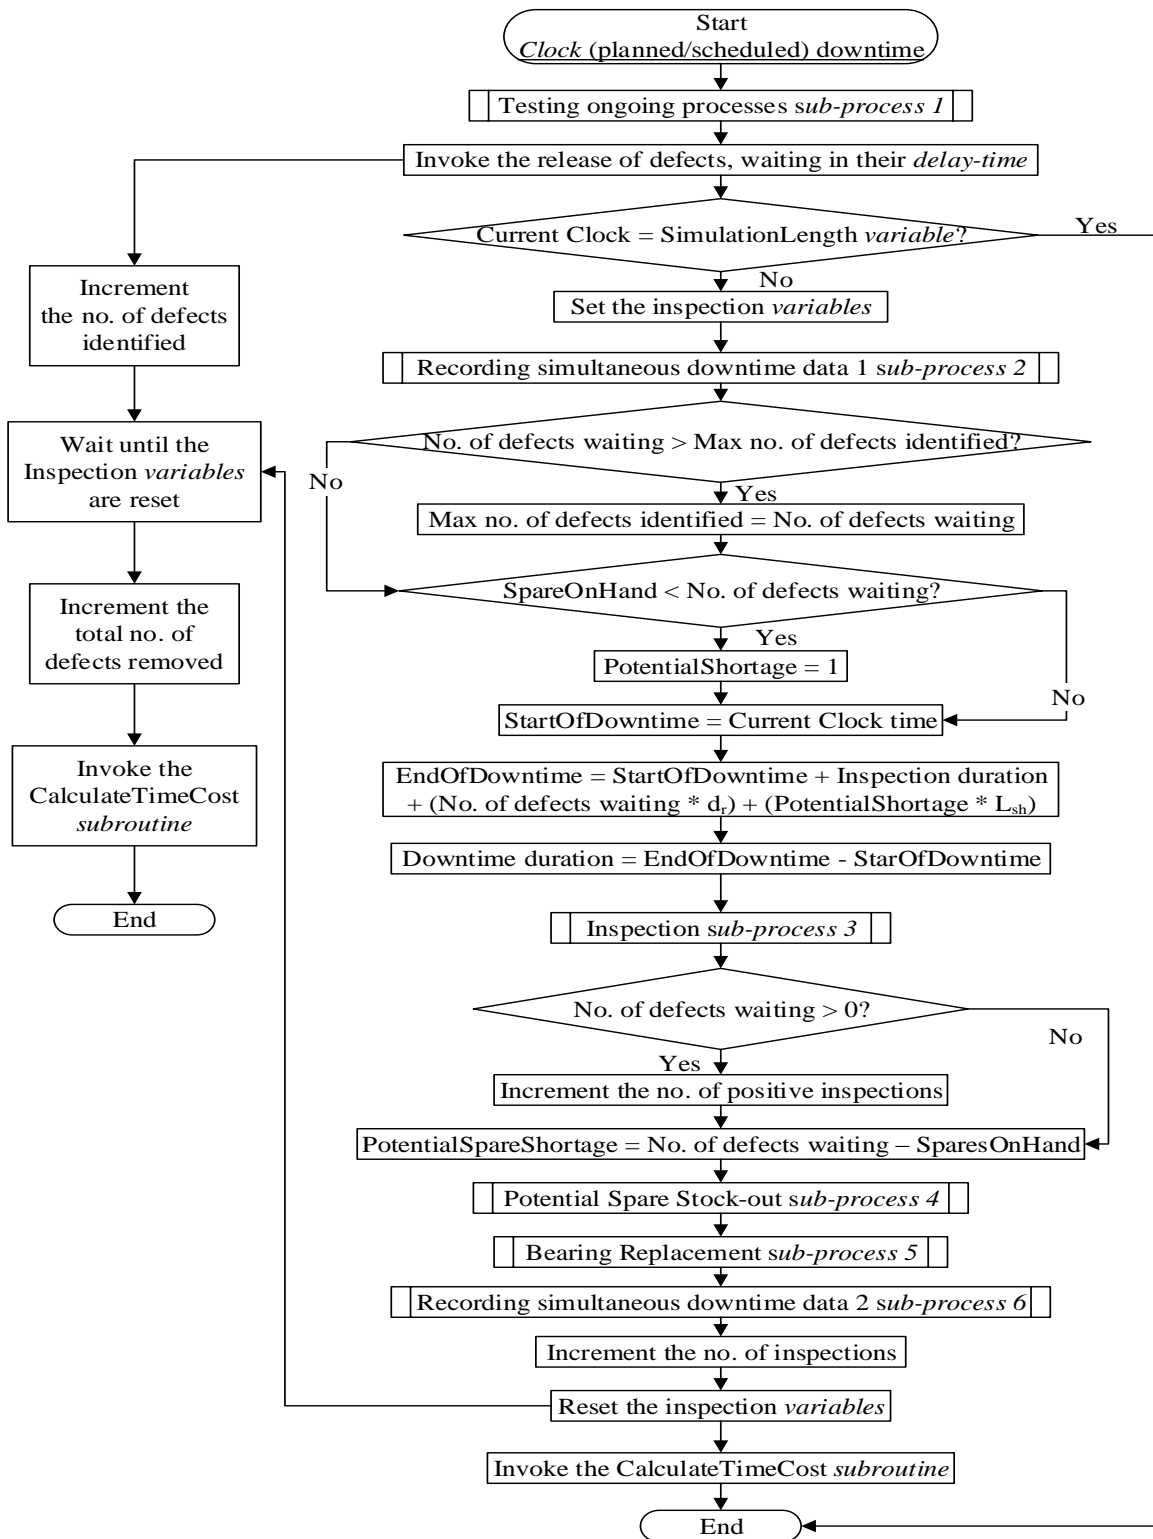 Start
Clock (planned/scheduled) downtime
Testing ongoing processes sub-process 1
Invoke the release of defects, waiting in their delay-time
Current Clock = SimulationLength variable?
Yes
No
Set the inspection variables
Recording simultaneous downtime data 1 sub-process 2
No. of defects waiting > Max no. of defects identified?
No
Yes
Max no. of defects identified = No. of defects waiting
SpareOnHand < No. of defects waiting?
Yes
No
PotentialShortage = 1
StartOfDowntime = Current Clock time
EndOfDowntime = StartOfDowntime + Inspection duration
+ (No. of defects waiting * dr) + (PotentialShortage * Lsh)
Downtime duration = EndOfDowntime - StarOfDowntime
Inspection sub-process 3
No. of defects waiting > 0?
No
Yes
Increment the no. of positive inspections
PotentialSpareShortage = No. of defects waiting – SparesOnHand
Potential Spare Stock-out sub-process 4
Bearing Replacement sub-process 5
Recording simultaneous downtime data 2 sub-process 6
Increment the no. of inspections
Reset the inspection variables
Invoke the CalculateTimeCost subroutine
End
Increment
the no. of defects
identified
Wait until the
Inspection variables
are reset
Increment the
total no. of
defects removed
Invoke the
CalculateTimeCost
subroutine
End